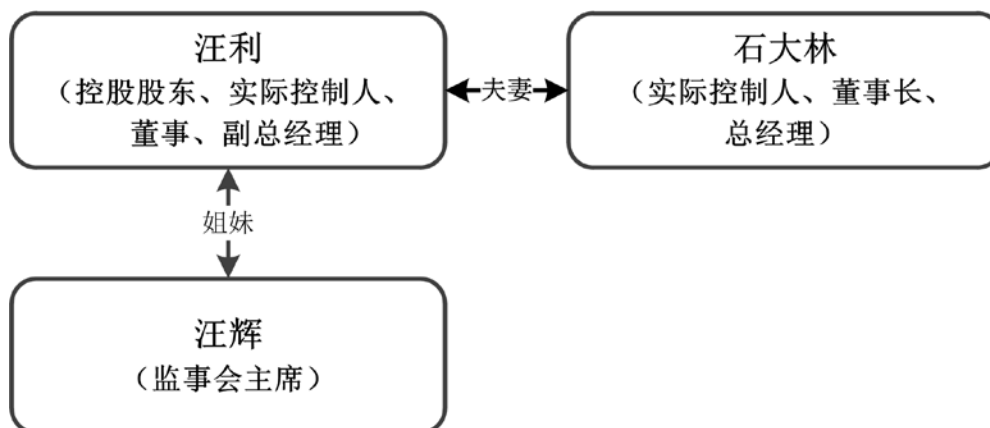 汪利
（控股股东、实际控制人、
董事、副总经理）
夫妻
石大林
（实际控制人、董事长、
总经理）
姐妹
汪辉
（监事会主席）